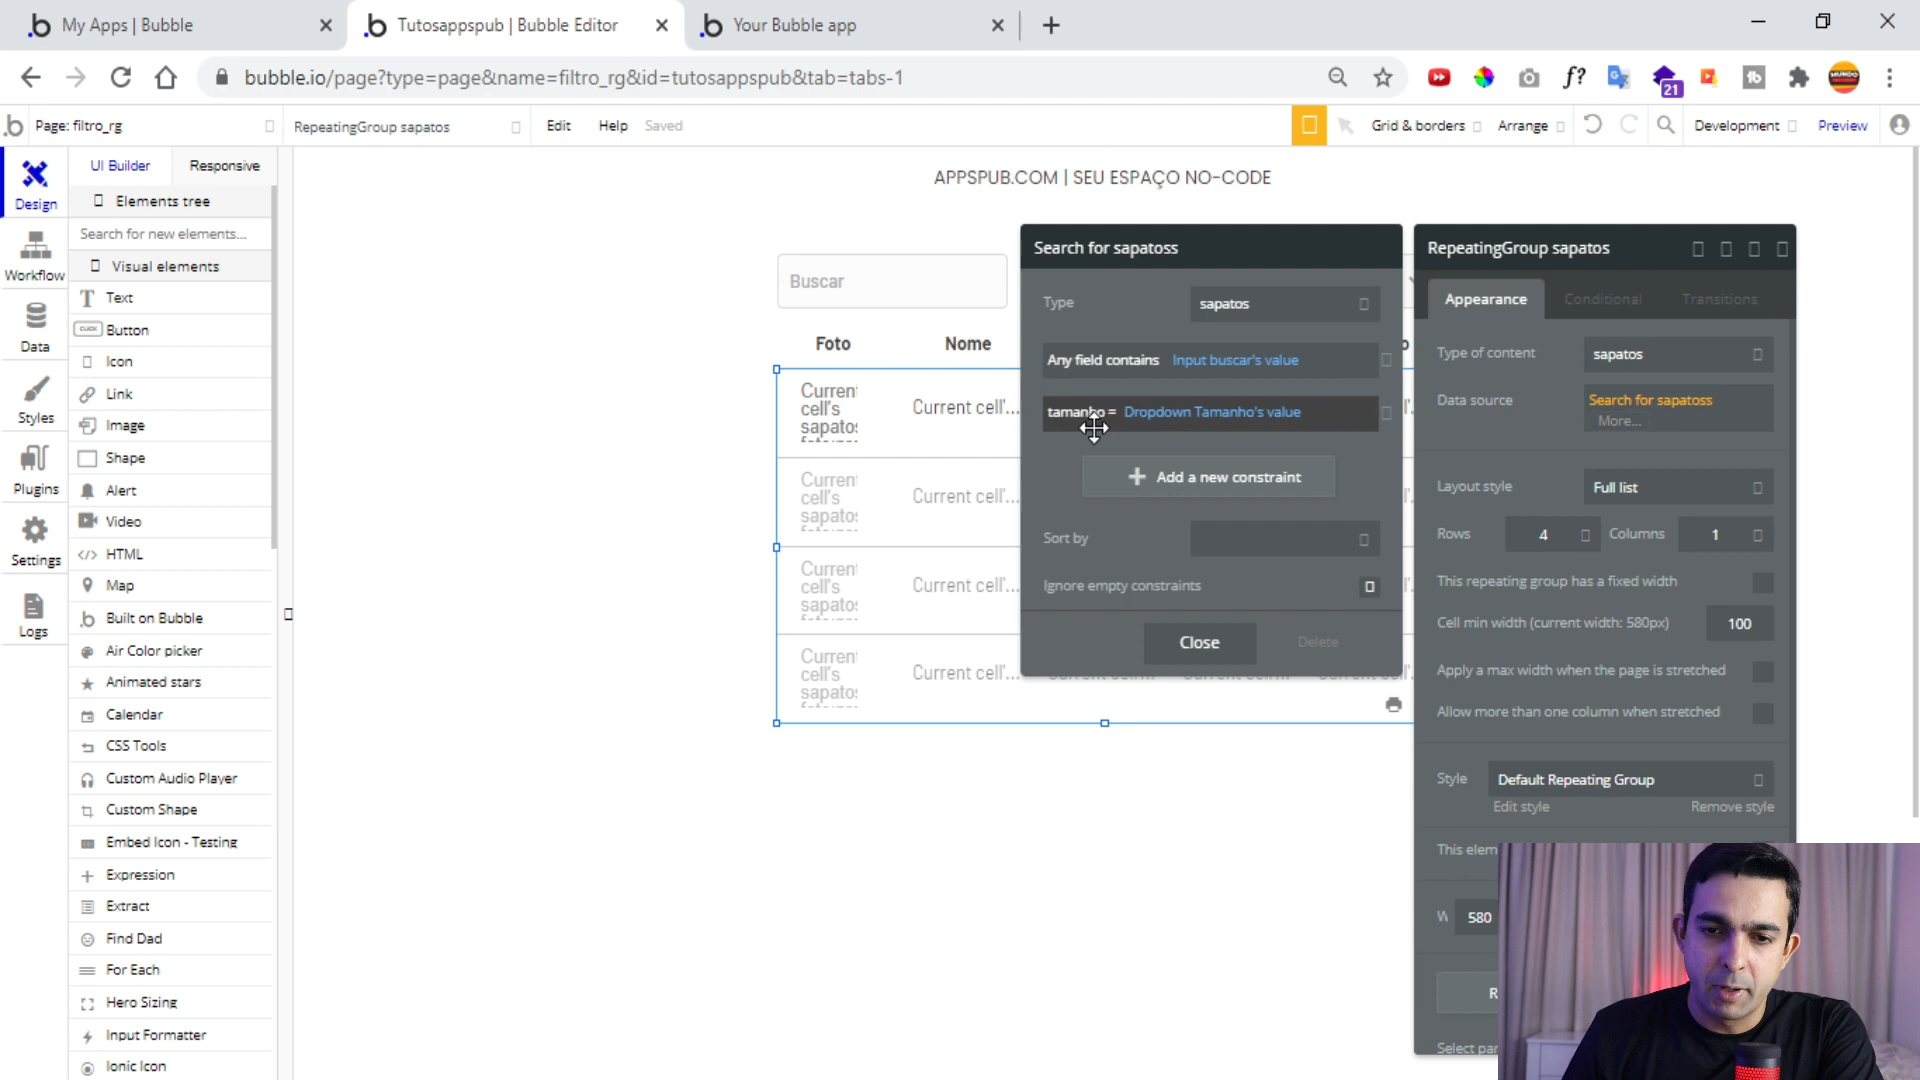 My Apps | Bubble
Tutosappspub | Bubble Editor
Your Bubble app
bubble.io/page?type=page&name=filtro_rg&id=tutosappspub&tab=tabs-1
21
Page: filtro_rg
RepeatingGroup sapatos
Edit
Help
Saved
Grid & borders
Arrange
Development
Preview
Design
Workflow
Data
Styles
Plugins
Settings
Logs
UI Builder
Responsive
Elements tree
Search for new elements...
Visual elements
Text
CLICK
Button
Icon
Link
Image
Shape
Alert
Video
HTML
Map
Built on Bubble
Air Color picker
Animated stars
Calendar
CSS Tools
Custom Audio Player
Custom Shape
Embed Icon - Testing
Expression
Extract
Find Dad
For Each
Hero Sizing
Input Formatter
Ionic Icon
APPSPUB.COM | SEU ESPAÇO NO-CODE
Buscar
Foto
Nome
Current
cell's
sapato
Current cell'...
Current
cell's
sapato
Current cell'...
Current
cell's
sapato
Current cell'...
Current
cell's
sapato
Current cell'...
Search for sapatoss
Type
sapatos
Any field contains Input buscar's value
tamanho = Dropdown Tamanho's value
Add a new constraint
Sort by
Ignore empty constraints
Close
Delete
RepeatingGroup sapatos
Appearance
Conditional
Transitions
Type of content
sapatos
Data source
Search for sapatoss
More...
Layout style
Full list
Rows
4
Columns
1
This repeating group has a fixed width
Cell min width (current width: 580px)
100
Apply a max width when the page is stretched
Allow more than one column when stretched
Style
Default Repeating Group
Edit style
Remove style
This elem
W
580
R
Select par